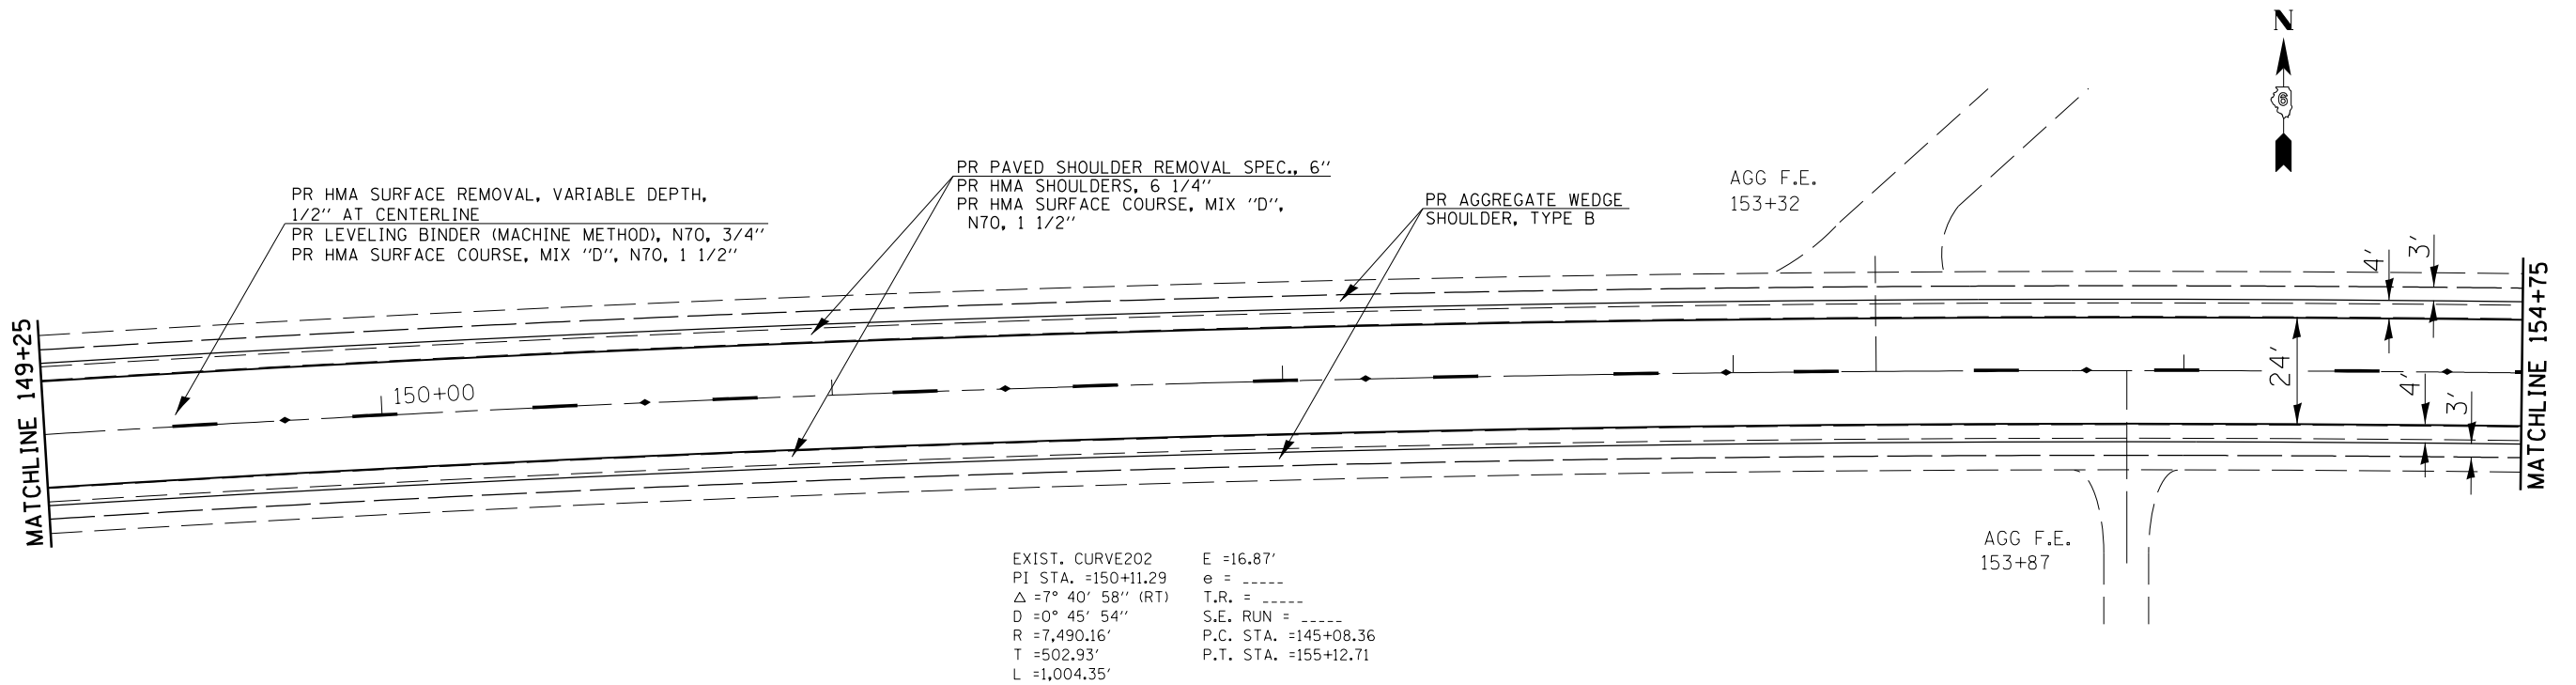 N
6
PR HMA SURFACE REMOVAL, VARIABLE DEPTH,
1/2" AT CENTERLINE
PR LEVELING BINDER (MACHINE METHOD), N70, 3/4"
PR HMA SURFACE COURSE, MIX "D", N70, 1 1/2"
PR PAVED SHOULDER REMOVAL SPEC., 6"
PR HMA SHOULDERS, 6 1/4"
PR HMA SURFACE COURSE, MIX "D",
N70, 1 1/2"
PR AGGREGATE WEDGE
SHOULDER, TYPE B
AGG F.E.
153+32
4'
3'
24'
4'
3'
MATCHLINE 149+25
150+00
MATCHLINE 154+75
AGG F.E.
153+87
EXIST. CURVE202
PI STA. =150+11.29
△ =7° 40' 58" (RT)
D =0° 45' 54"
R =7,490.16'
T =502.93'
L =1,004.35'
E =16.87'
e = _____
T.R. = _____
S.E. RUN = _____
P.C. STA. =145+08.36
P.T. STA. =155+12.71